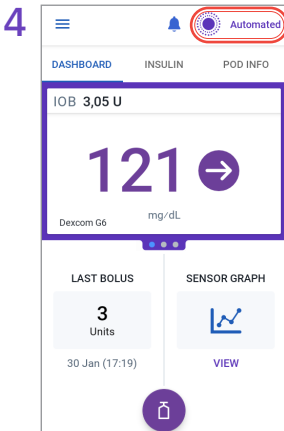 4
Automated
DASHBOARD INSULIN POD INFO
IOB 3,05 U
121
mg/dL
Dexcom G6
LAST BOLUS
3
Units
30 Jan (17:19)
SENSOR GRAPH
VIEW